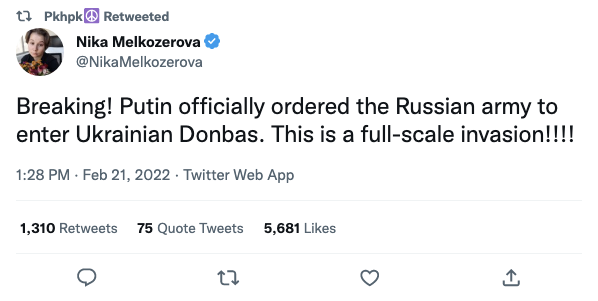 Pkhpk☮ Retweeted
Nika Melkozerova
@NikaMelkozerova
Breaking! Putin officially ordered the Russian army to
enter Ukrainian Donbas. This is a full-scale invasion!!!!
1:28 PM · Feb 21, 2022 · Twitter Web App
1,310 Retweets 75 Quote Tweets 5,681 Likes